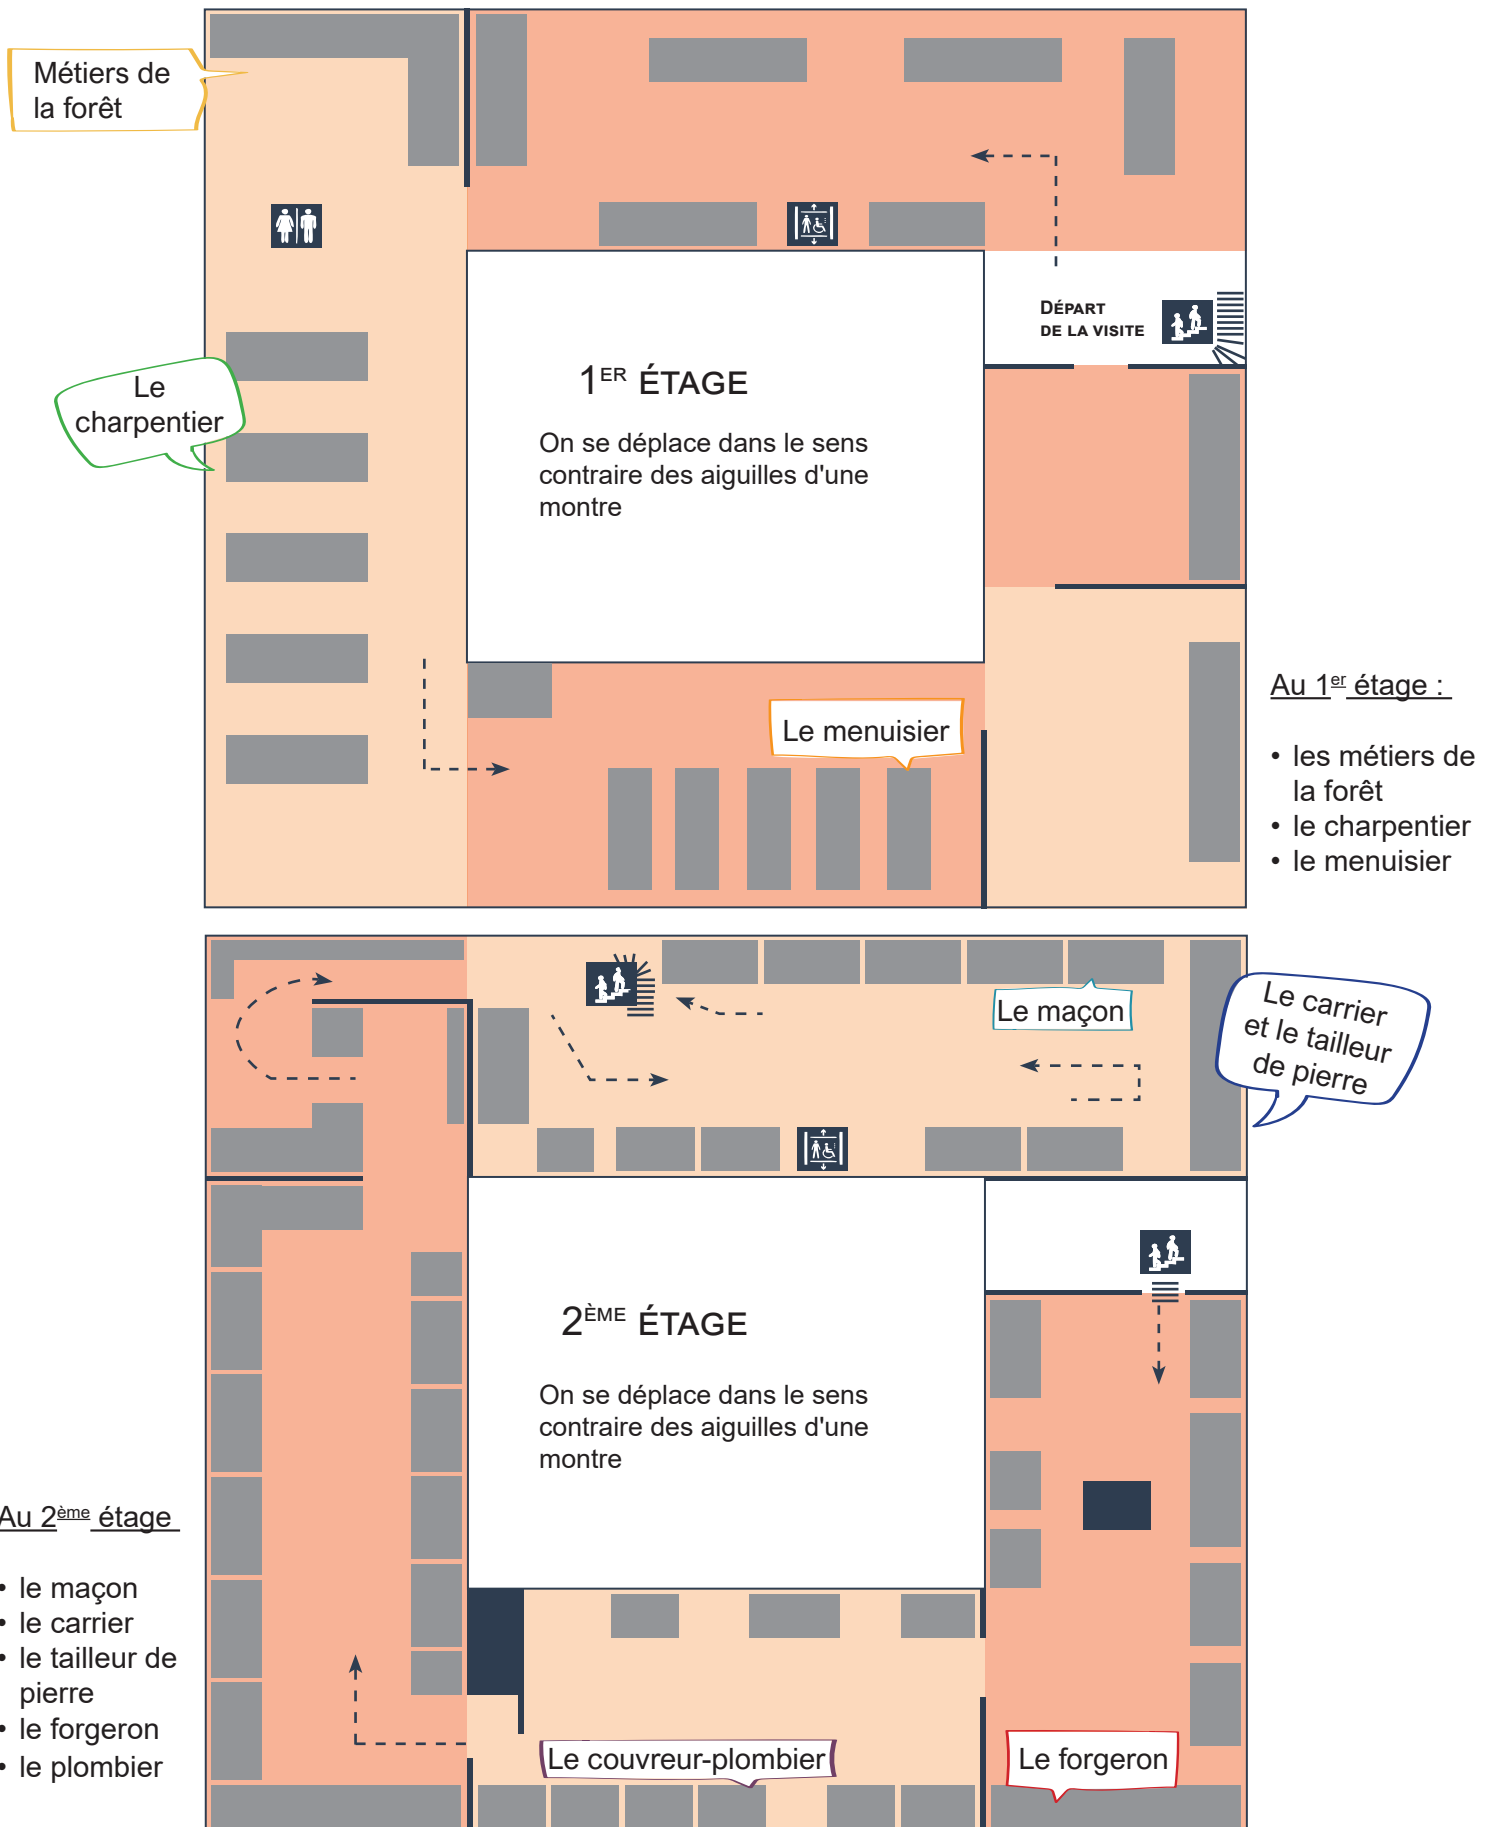 Métiers de
la forêt
DÉPART
DE LA VISITE
Le
charpentier
1ER ÉTAGE
On se déplace dans le sens
contraire des aiguilles d'une
montre
Le menuisier
Au 1er étage :
• les métiers de
la forêt
• le charpentier
• le menuisier
Le maçon
Le carrier
et le tailleur
de pierre
2ÈME ÉTAGE
On se déplace dans le sens
contraire des aiguilles d'une
montre
Au 2ème étage
• le maçon
• le carrier
• le tailleur de
pierre
• le forgeron
• le plombier
Le couvreur-plombier
Le forgeron